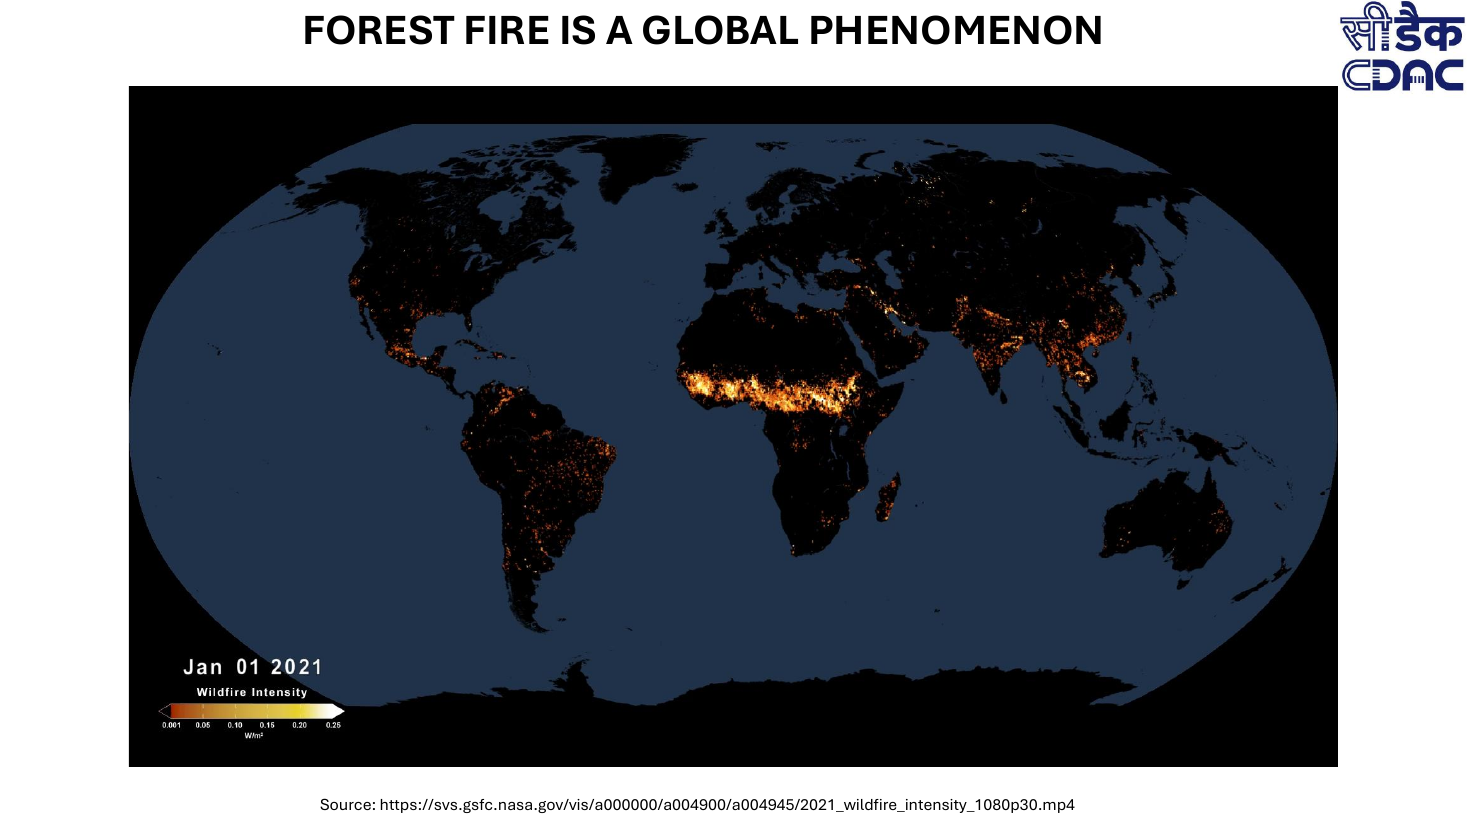 FOREST FIRE IS A GLOBAL PHENOMENON
सीडैक
CDAC
Jan 01 2021
Wildfire Intensity
0.001 0.05 0.10 0.15 0.20 0.25
W/m²
Source: https://svs.gsfc.nasa.gov/vis/a000000/a004900/a004945/2021_wildfire_intensity_1080p30.mp4